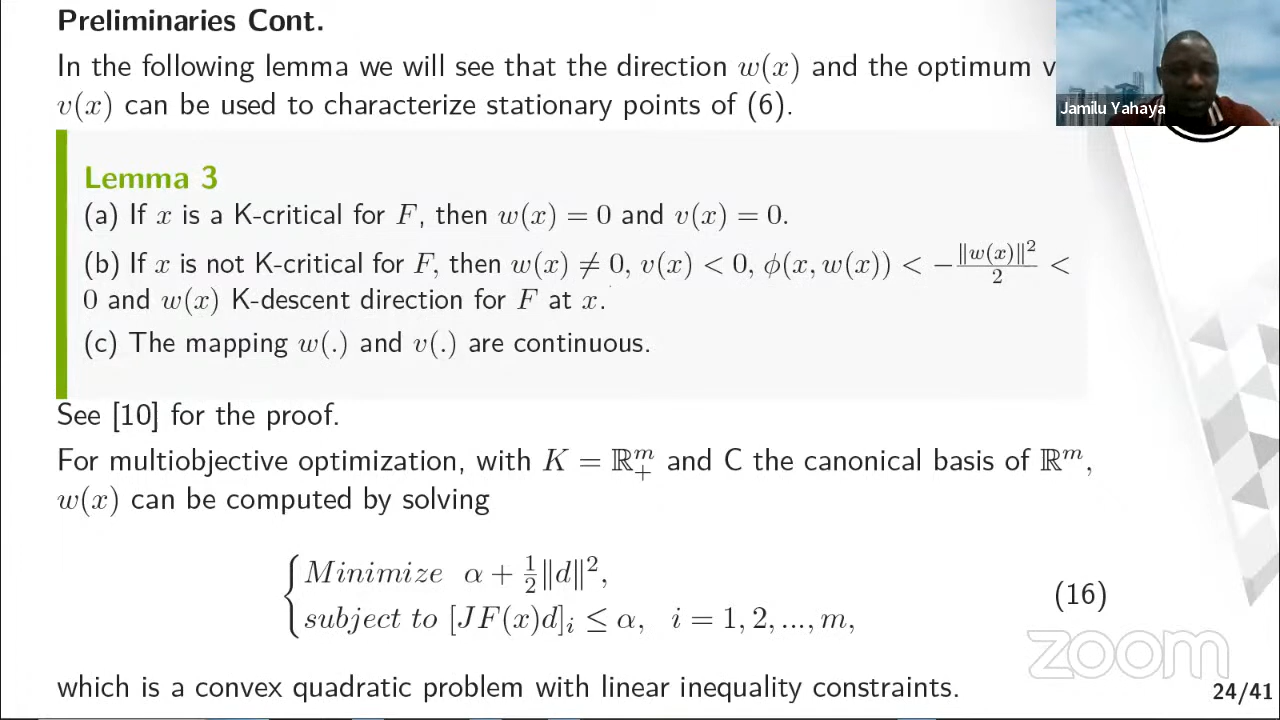 Preliminaries Cont.
In the following lemma we will see that the direction w(x) and the optimum v
v(x) can be used to characterize stationary points of (6).
Jamilu Yahaya
Lemma 3
(a) If x is a K-critical for F, then w(x) = 0 and v(x) = 0.
(b) If x is not K-critical for F, then w(x) ≠ 0, v(x) < 0, ϕ(x, w(x)) < −‖w(x)‖²/2 <
0 and w(x) K-descent direction for F at x.
(c) The mapping w(.) and v(.) are continuous.
See [10] for the proof.
For multiobjective optimization, with K = ℝ₊ᵐ and C the canonical basis of ℝᵐ,
w(x) can be computed by solving
Minimize α + ½‖d‖²,
subject to [JF(x)d]ᵢ ≤ α, i = 1, 2, ..., m,
(16)
zoom
which is a convex quadratic problem with linear inequality constraints.
24/41